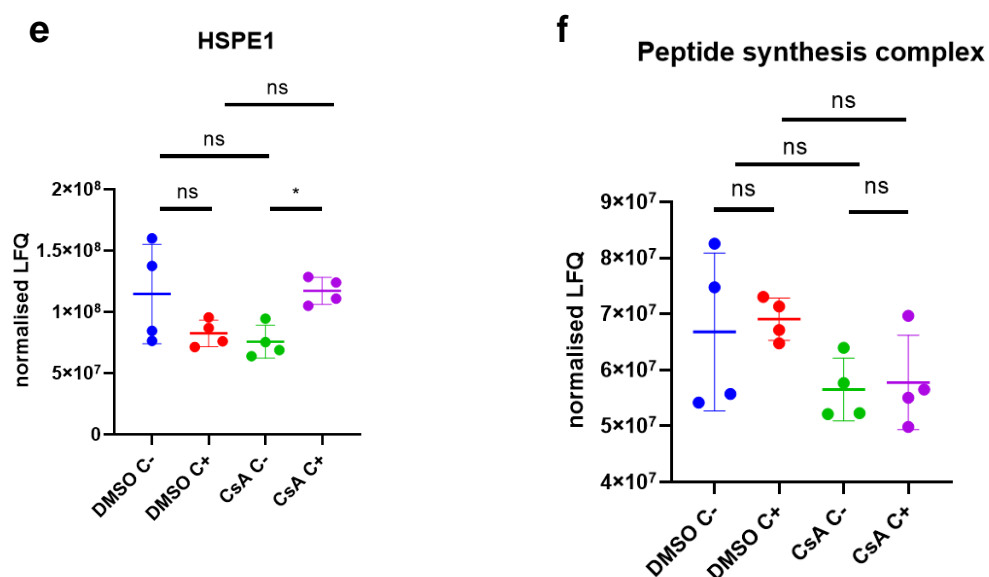 e
HSPE1
ns
ns
ns
*
2×10⁸
1.5×10⁸
1×10⁸
5×10⁷
0
normalised LFQ
DMSO C-
DMSO C+
CsA C-
CsA C+
f
Peptide synthesis complex
ns
ns
ns
ns
9×10⁷
8×10⁷
7×10⁷
6×10⁷
5×10⁷
4×10⁷
normalised LFQ
DMSO C-
DMSO C+
CsA C-
CsA C+